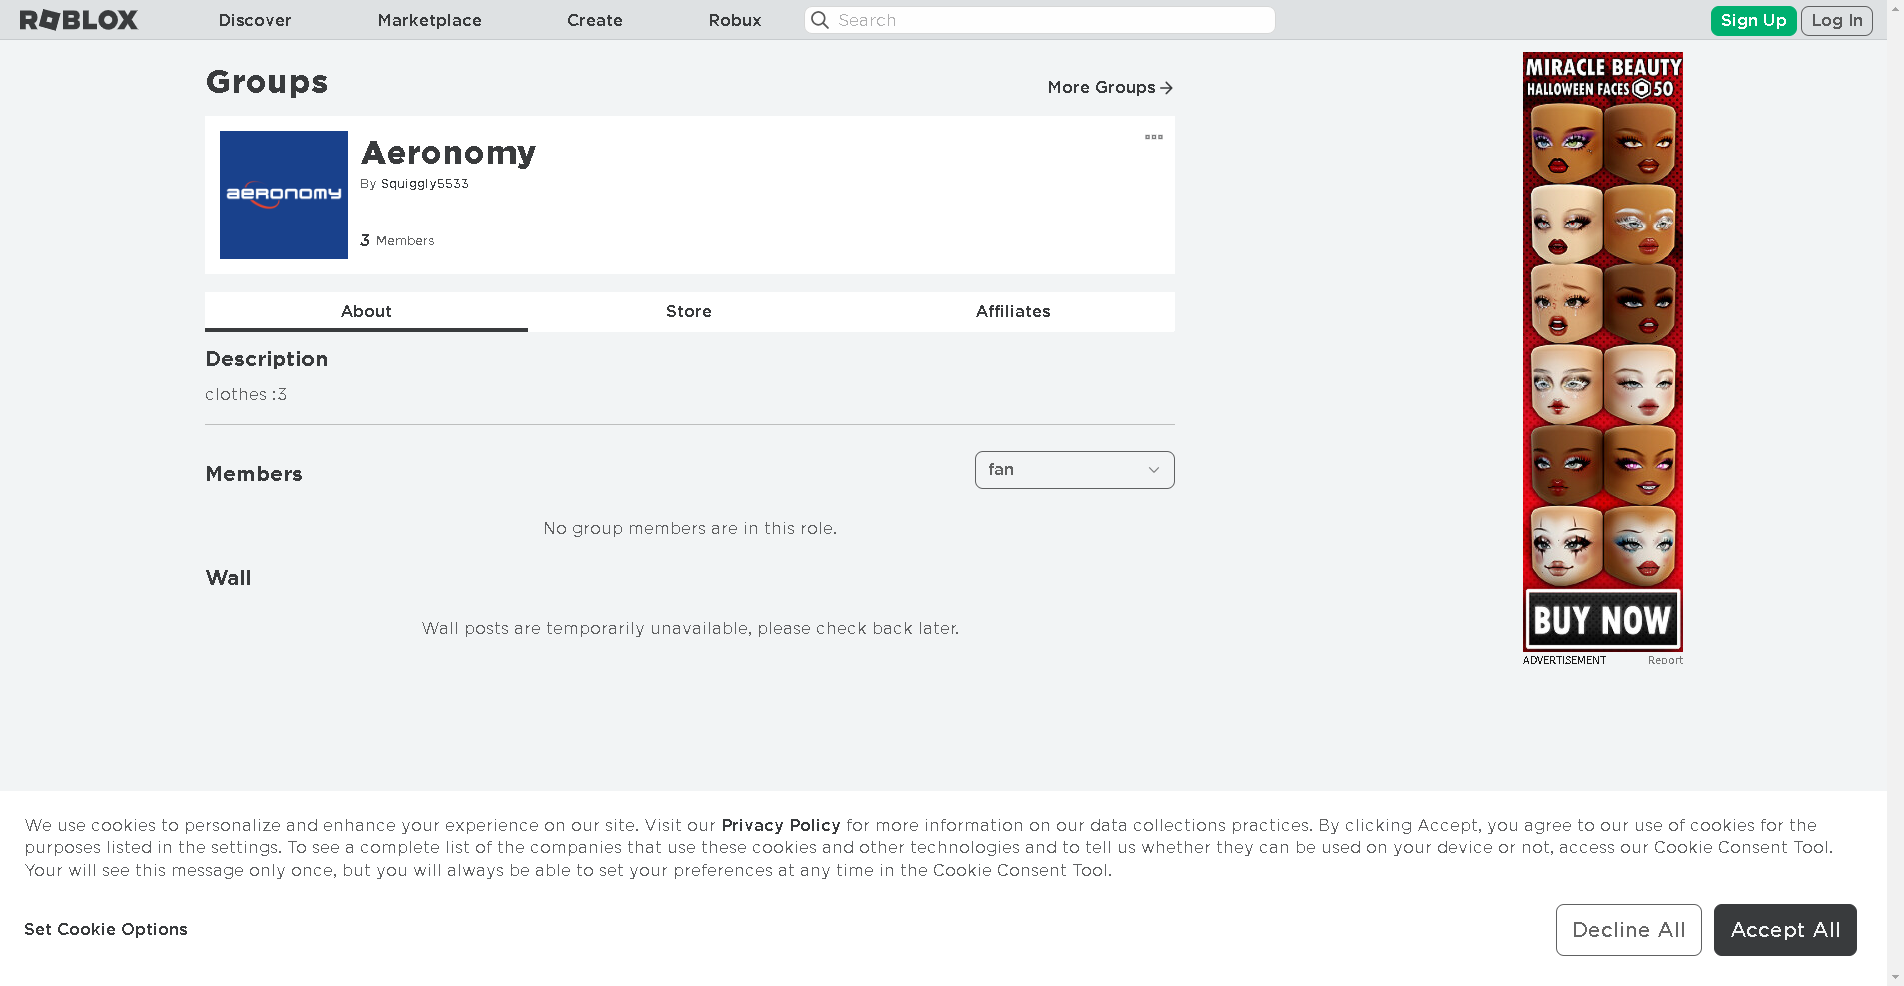 ROBLOX
Discover
Marketplace
Create
Robux
Search
Sign Up
Log In
Groups
More Groups
aeronomy
Aeronomy
By Squiggly5533
3 Members
About
Store
Affiliates
Description
clothes :3
Members
fan
No group members are in this role.
Wall
Wall posts are temporarily unavailable, please check back later.
MIRACLE BEAUTY
HALLOWEEN FACES 50
BUY NOW
ADVERTISEMENT
Report
We use cookies to personalize and enhance your experience on our site. Visit our Privacy Policy for more information on our data collections practices. By clicking Accept, you agree to our use of cookies for the
purposes listed in the settings. To see a complete list of the companies that use these cookies and other technologies and to tell us whether they can be used on your device or not, access our Cookie Consent Tool.
Your will see this message only once, but you will always be able to set your preferences at any time in the Cookie Consent Tool.
Set Cookie Options
Decline All
Accept All